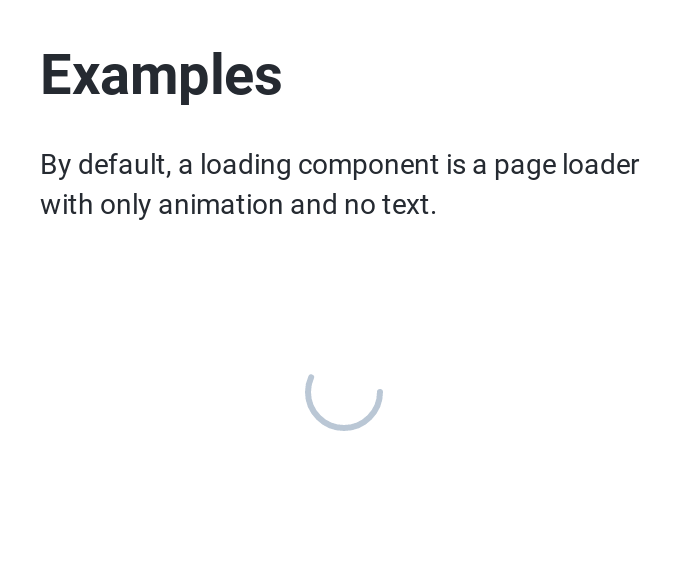 Examples
By default, a loading component is a page loader
with only animation and no text.